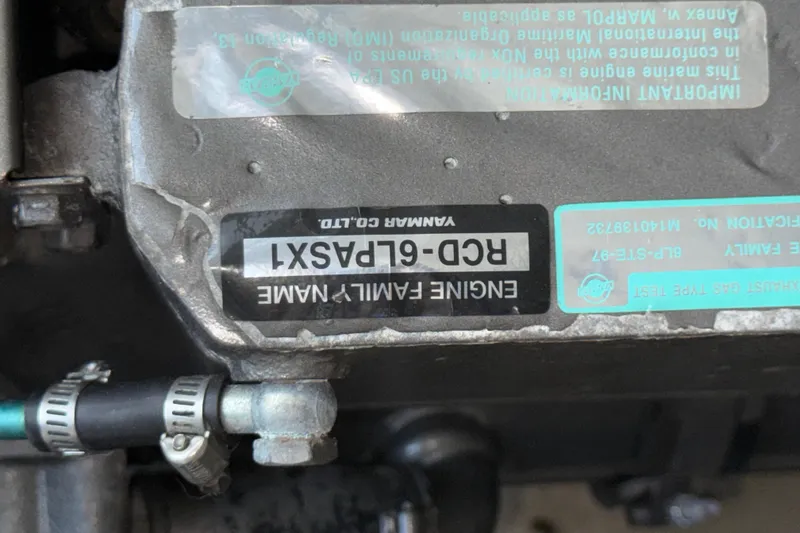 EXHAUST GAS TYPE TEST
E FAMILY 6LP-STE-97
FICATION No. M140139732
ENGINE FAMILY NAME
RCD-6LPASX1
YANMAR CO.,LTD.
IMPORTANT INFORMATION
This marine engine is certified by the US EPA
in conformance with the NOx requirements of
the International Maritime Organization (IMO) Regulation 13,
Annex VI, MARPOL as applicable.
YANMAR